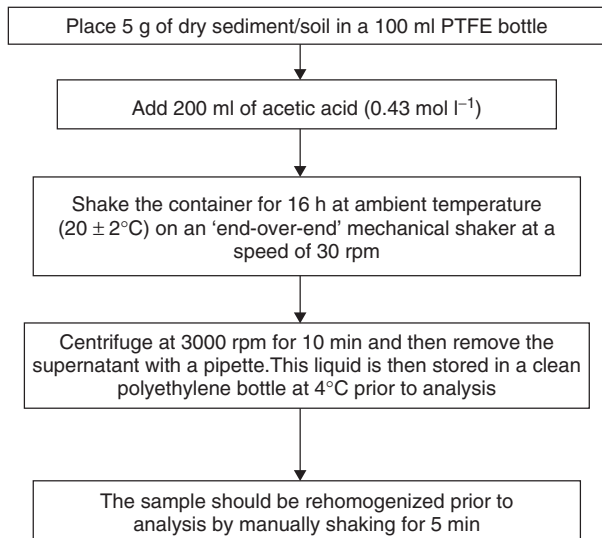 Place 5 g of dry sediment/soil in a 100 ml PTFE bottle
Add 200 ml of acetic acid (0.43 mol l⁻¹)
Shake the container for 16 h at ambient temperature
(20 ± 2°C) on an ‘end-over-end’ mechanical shaker at a
speed of 30 rpm
Centrifuge at 3000 rpm for 10 min and then remove the
supernatant with a pipette.This liquid is then stored in a clean
polyethylene bottle at 4°C prior to analysis
The sample should be rehomogenized prior to
analysis by manually shaking for 5 min